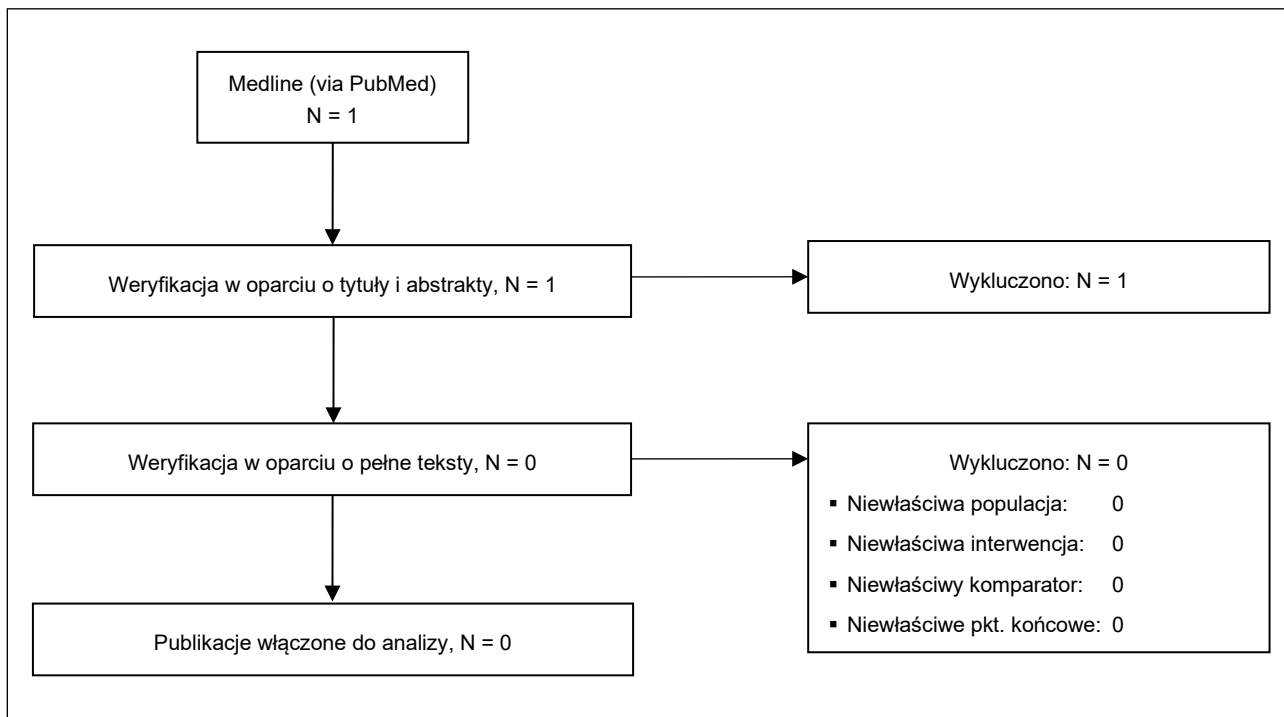 Medline (via PubMed)
N = 1
Weryfikacja w oparciu o tytuły i abstrakty, N = 1
Wykluczono: N = 1
Weryfikacja w oparciu o pełne teksty, N = 0
Wykluczono: N = 0
▪ Niewłaściwa populacja: 0
▪ Niewłaściwa interwencja: 0
▪ Niewłaściwy komparator: 0
▪ Niewłaściwe pkt. końcowe: 0
Publikacje włączone do analizy, N = 0